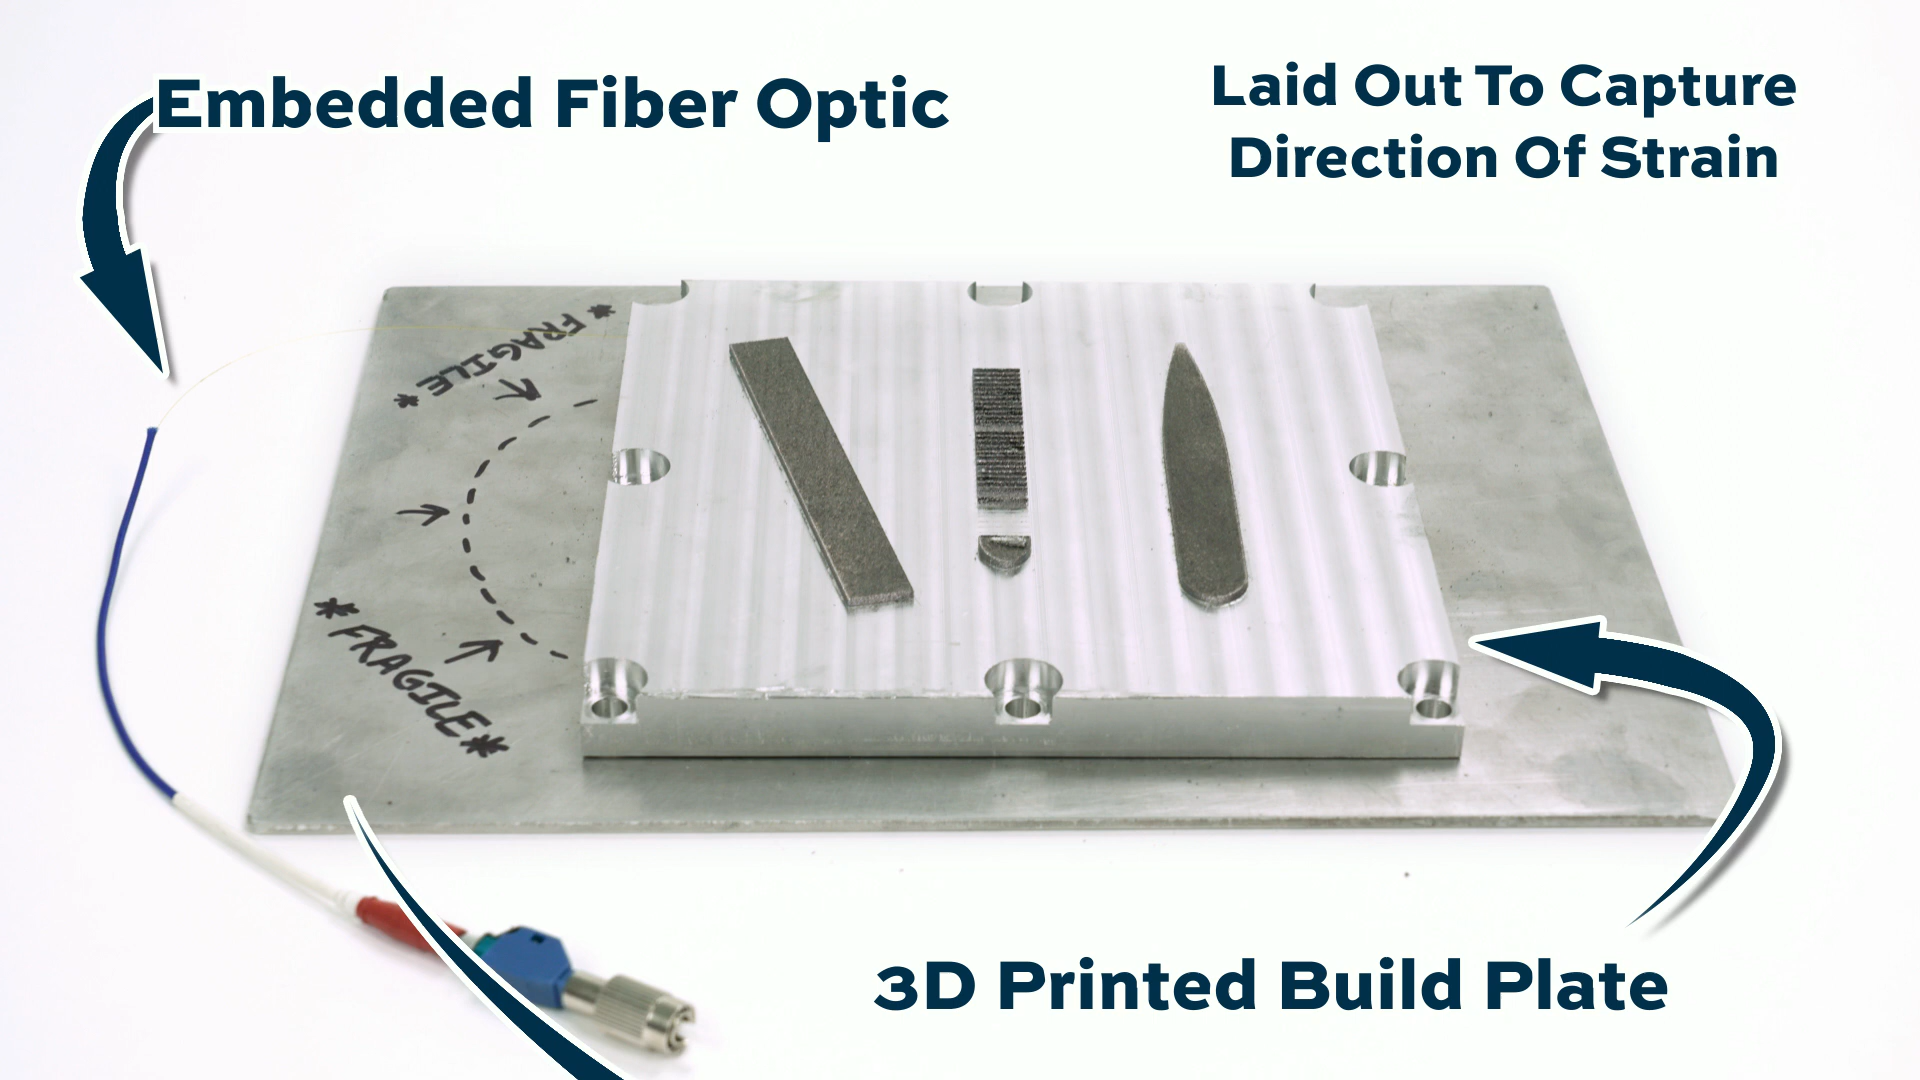 Embedded Fiber Optic
Laid Out To Capture
Direction Of Strain
*FRAGILE*
*FRAGILE*
3D Printed Build Plate